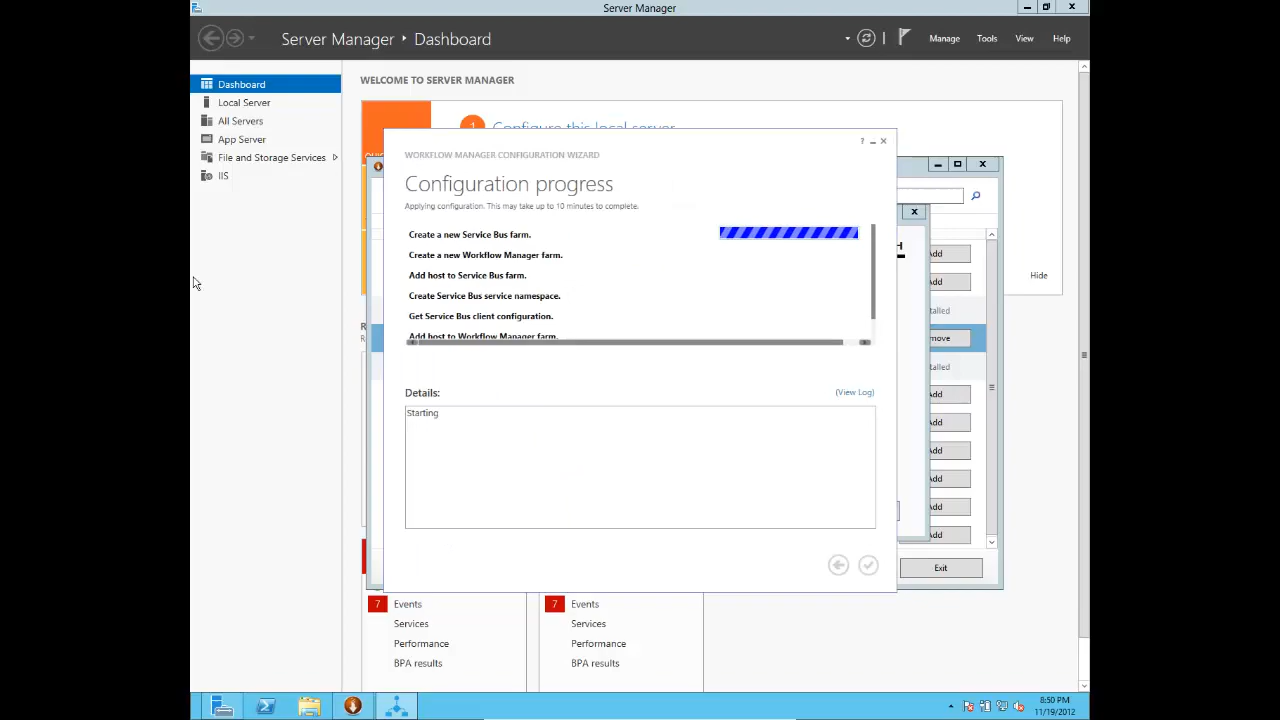 Server Manager
Server Manager ‣ Dashboard
Manage Tools View Help
Dashboard
Local Server
All Servers
App Server
File and Storage Services
IIS
WELCOME TO SERVER MANAGER
1 Configure this local server
Hide
WORKFLOW MANAGER CONFIGURATION WIZARD
Configuration progress
Applying configuration. This may take up to 10 minutes to complete.
Create a new Service Bus farm.
Create a new Workflow Manager farm.
Add host to Service Bus farm.
Create Service Bus service namespace.
Get Service Bus client configuration.
Add host to Workflow Manager farm.
Details:
(View Log)
Starting
Add
Add
Add
Add
Add
Add
Add
Add
Exit
7 Events
Services
Performance
BPA results
7 Events
Services
Performance
BPA results
8:50 PM
11/19/2012